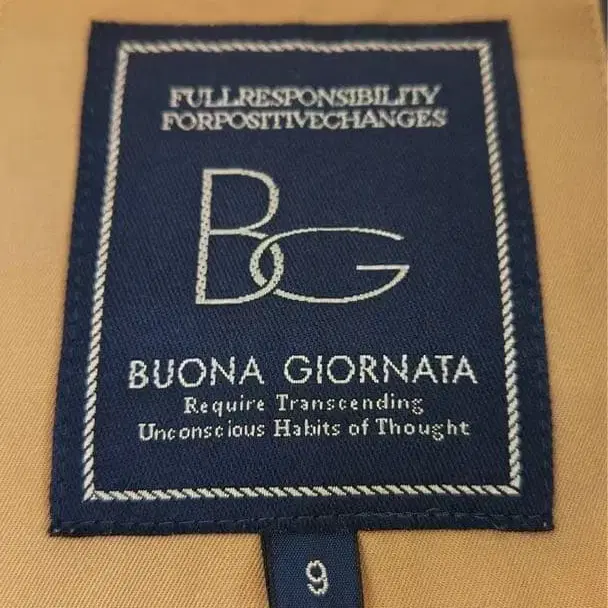 FULLRESPONSIBILITY
FORPOSITIVECHANGES
BG
BUONA GIORNATA
Require Transcending
Unconscious Habits of Thought
9